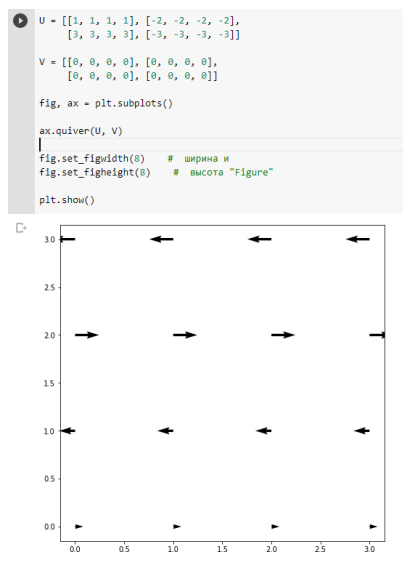 U = [[1, 1, 1, 1], [-2, -2, -2, -2],
[3, 3, 3, 3], [-3, -3, -3, -3]]
V = [[0, 0, 0, 0], [0, 0, 0, 0],
[0, 0, 0, 0], [0, 0, 0, 0]]
fig, ax = plt.subplots()
ax.quiver(U, V)
fig.set_figwidth(8)    #  ширина и
fig.set_figheight(8)    #  высота "Figure"
plt.show()
3.0
2.5
2.0
1.5
1.0
0.5
0.0
0.0 0.5 1.0 1.5 2.0 2.5 3.0